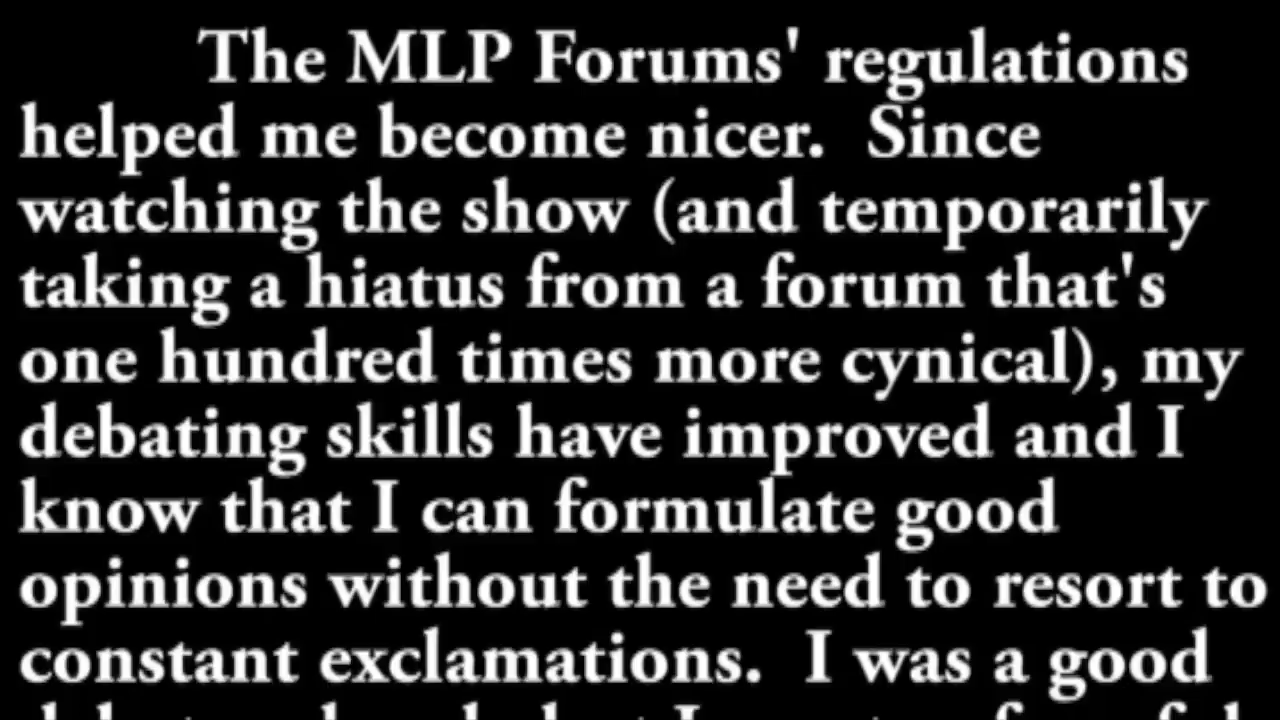 The MLP Forums' regulations
helped me become nicer.  Since
watching the show (and temporarily
taking a hiatus from a forum that's
one hundred times more cynical), my
debating skills have improved and I
know that I can formulate good
opinions without the need to resort to
constant exclamations.  I was a good